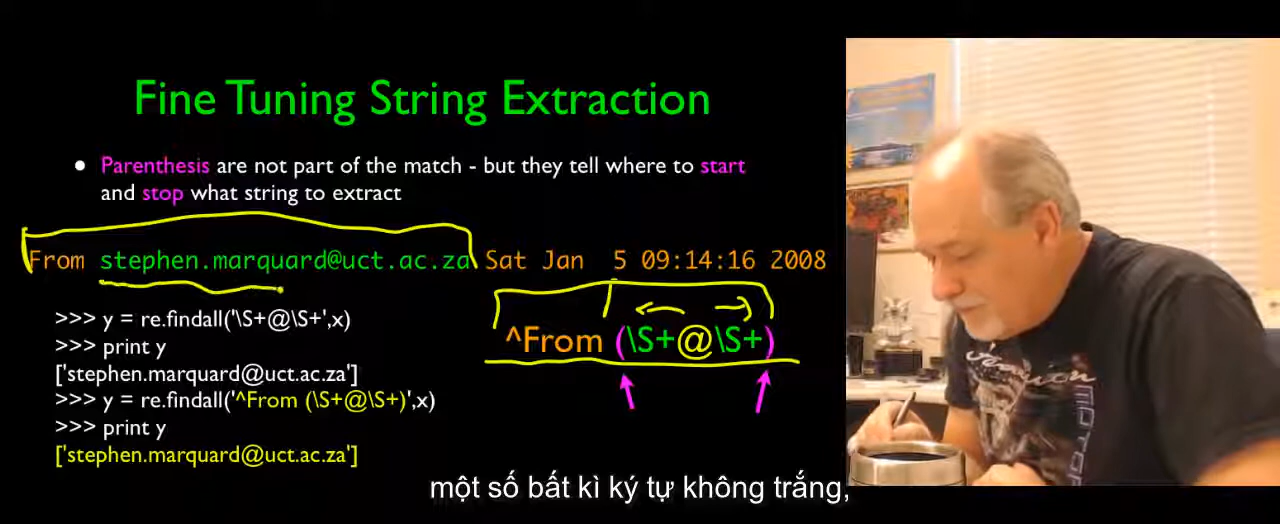 Fine Tuning String Extraction
● Parenthesis are not part of the match - but they tell where to start
and stop what string to extract
From stephen.marquard@uct.ac.za Sat Jan  5 09:14:16 2008
>>> y = re.findall('\S+@\S+',x)
>>> print y
['stephen.marquard@uct.ac.za']
>>> y = re.findall('^From (\S+@\S+)',x)
>>> print y
['stephen.marquard@uct.ac.za']
^From (\S+@\S+)
một số bất kì ký tự không trắng,